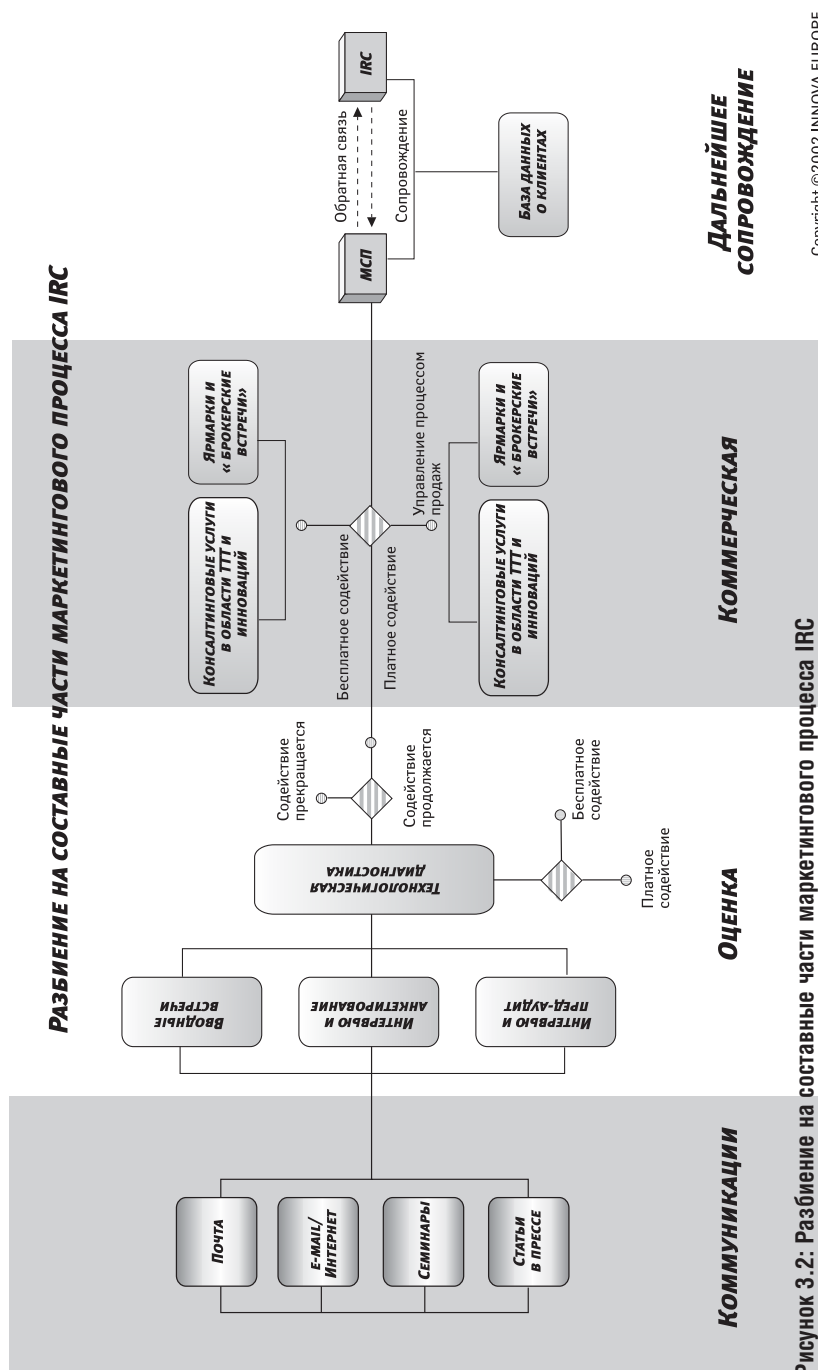 РАЗБИЕНИЕ НА СОСТАВНЫЕ ЧАСТИ МАРКЕТИНГОВОГО ПРОЦЕССА IRC
ПОЧТА
E-MAIL/
ИНТЕРНЕТ
СЕМИНАРЫ
СТАТЬИ
В ПРЕССЕ
КОММУНИКАЦИИ
ВВОДНЫЕ
ВСТРЕЧИ
ИНТЕРВЬЮ И
АНКЕТИРОВАНИЕ
ИНТЕРВЬЮ И
ПРЕД-АУДИТ
ТЕХНОЛОГИЧЕСКАЯ
ДИАГНОСТИКА
Содействие
прекращается
Содействие
продолжается
Бесплатное
содействие
Платное
содействие
ОЦЕНКА
КОНСАЛТИНГОВЫЕ УСЛУГИ
В ОБЛАСТИ ТТТ И
ИННОВАЦИЙ
ЯРМАРКИ И
« БРОКЕРСКИЕ
ВСТРЕЧИ»
Бесплатное содействие
Платное содействие
Управление процессом
продаж
КОНСАЛТИНГОВЫЕ УСЛУГИ
В ОБЛАСТИ ТТТ И
ИННОВАЦИЙ
ЯРМАРКИ И
« БРОКЕРСКИЕ
ВСТРЕЧИ»
КОММЕРЧЕСКАЯ
МСП
Обратная связь
IRC
Сопровождение
БАЗА ДАННЫХ
О КЛИЕНТАХ
ДАЛЬНЕЙШЕЕ
СОПРОВОЖДЕНИЕ
Copyright ©2002 INNOVA EUROPE
Рисунок 3.2: Разбиение на составные части маркетингового процесса IRC